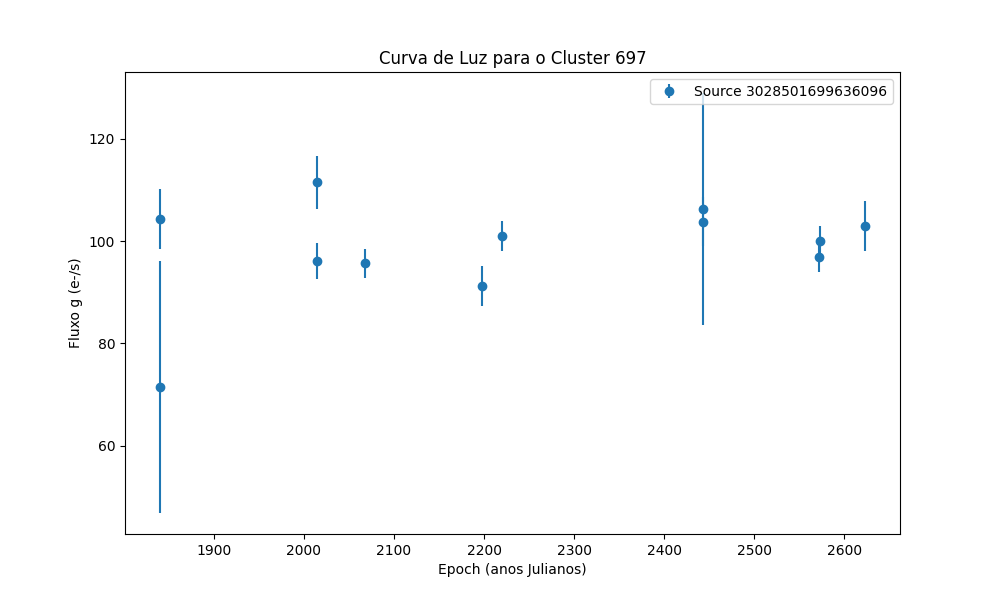 Curva de Luz para o Cluster 697
Source 3028501699636096
Fluxo g (e-/s)
120
100
80
60
1900 2000 2100 2200 2300 2400 2500 2600
Epoch (anos Julianos)